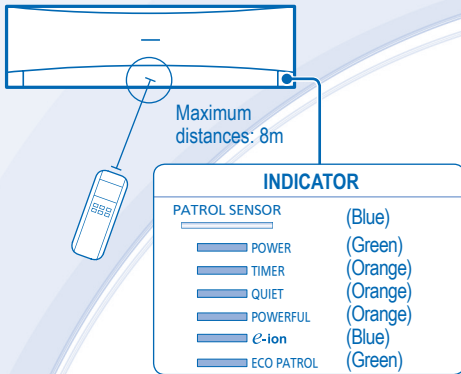 Maximum
distances: 8m
INDICATOR
PATROL SENSOR (Blue)
POWER (Green)
TIMER (Orange)
QUIET (Orange)
POWERFUL (Orange)
e-ion (Blue)
ECO PATROL (Green)